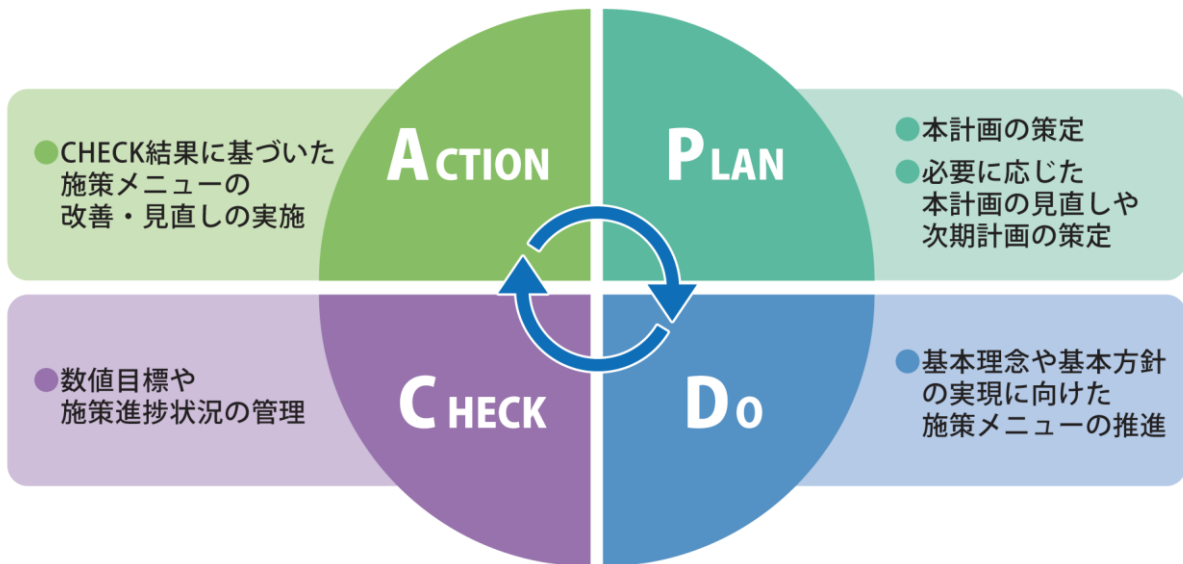 ACTION
●CHECK結果に基づいた
施策メニューの
改善・見直しの実施
PLAN
●本計画の策定
●必要に応じた
本計画の見直しや
次期計画の策定
CHECK
●数値目標や
施策進捗状況の管理
DO
●基本理念や基本方針
の実現に向けた
施策メニューの推進